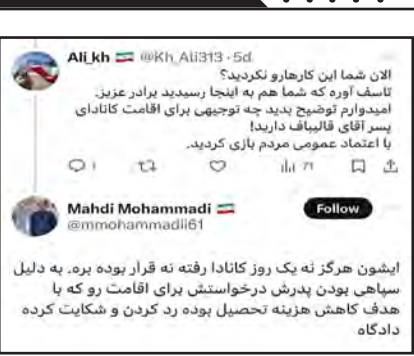 Ali_kh @Kh_Ali313 · 5d
الان شما این کارهارو نکردید؟
تاسف آوره که شما هم به اینجا رسیدید برادر عزیز.
امیدوارم توضیح بدید چه توجیهی برای اقامت کانادای
پسر آقای قالیباف دارید!
با اعتماد عمومی مردم بازی کردید.
1 71
Mahdi Mohammadi
Follow
@mmohammadii61
ایشون هرگز نه یک روز کانادا رفته نه قرار بوده بره. به دلیل
سپاهی بودن پدرش درخواستش برای اقامت رو که با
هدف کاهش هزینه تحصیل بوده رد کردن و شکایت کرده
دادگاه